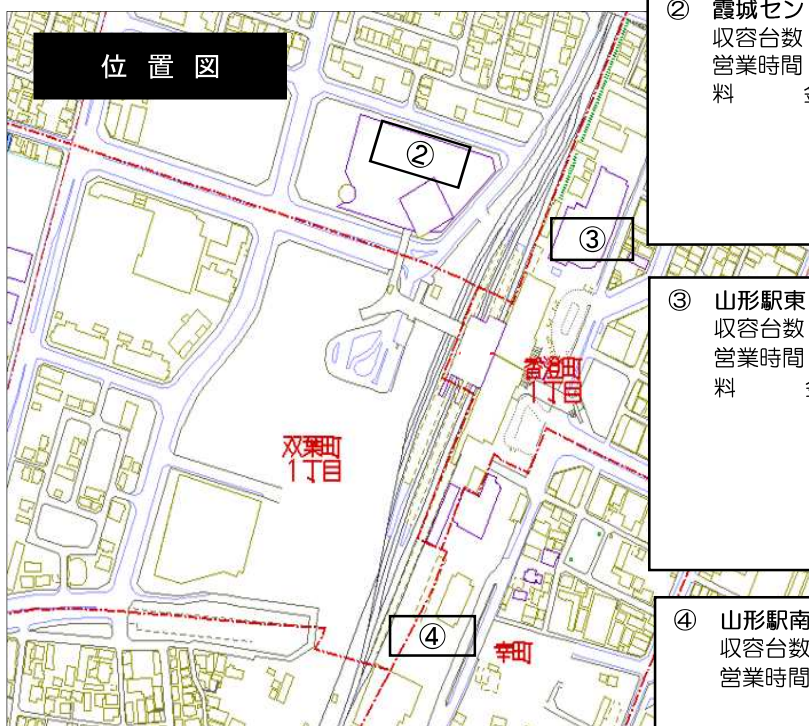 位置図
②
③
④
香澄町
1丁目
双葉町
1丁目
幸町
② 霞城セン
収容台数
営業時間
料
③ 山形駅東
収容台数
営業時間
料
④ 山形駅南
収容台数
営業時間